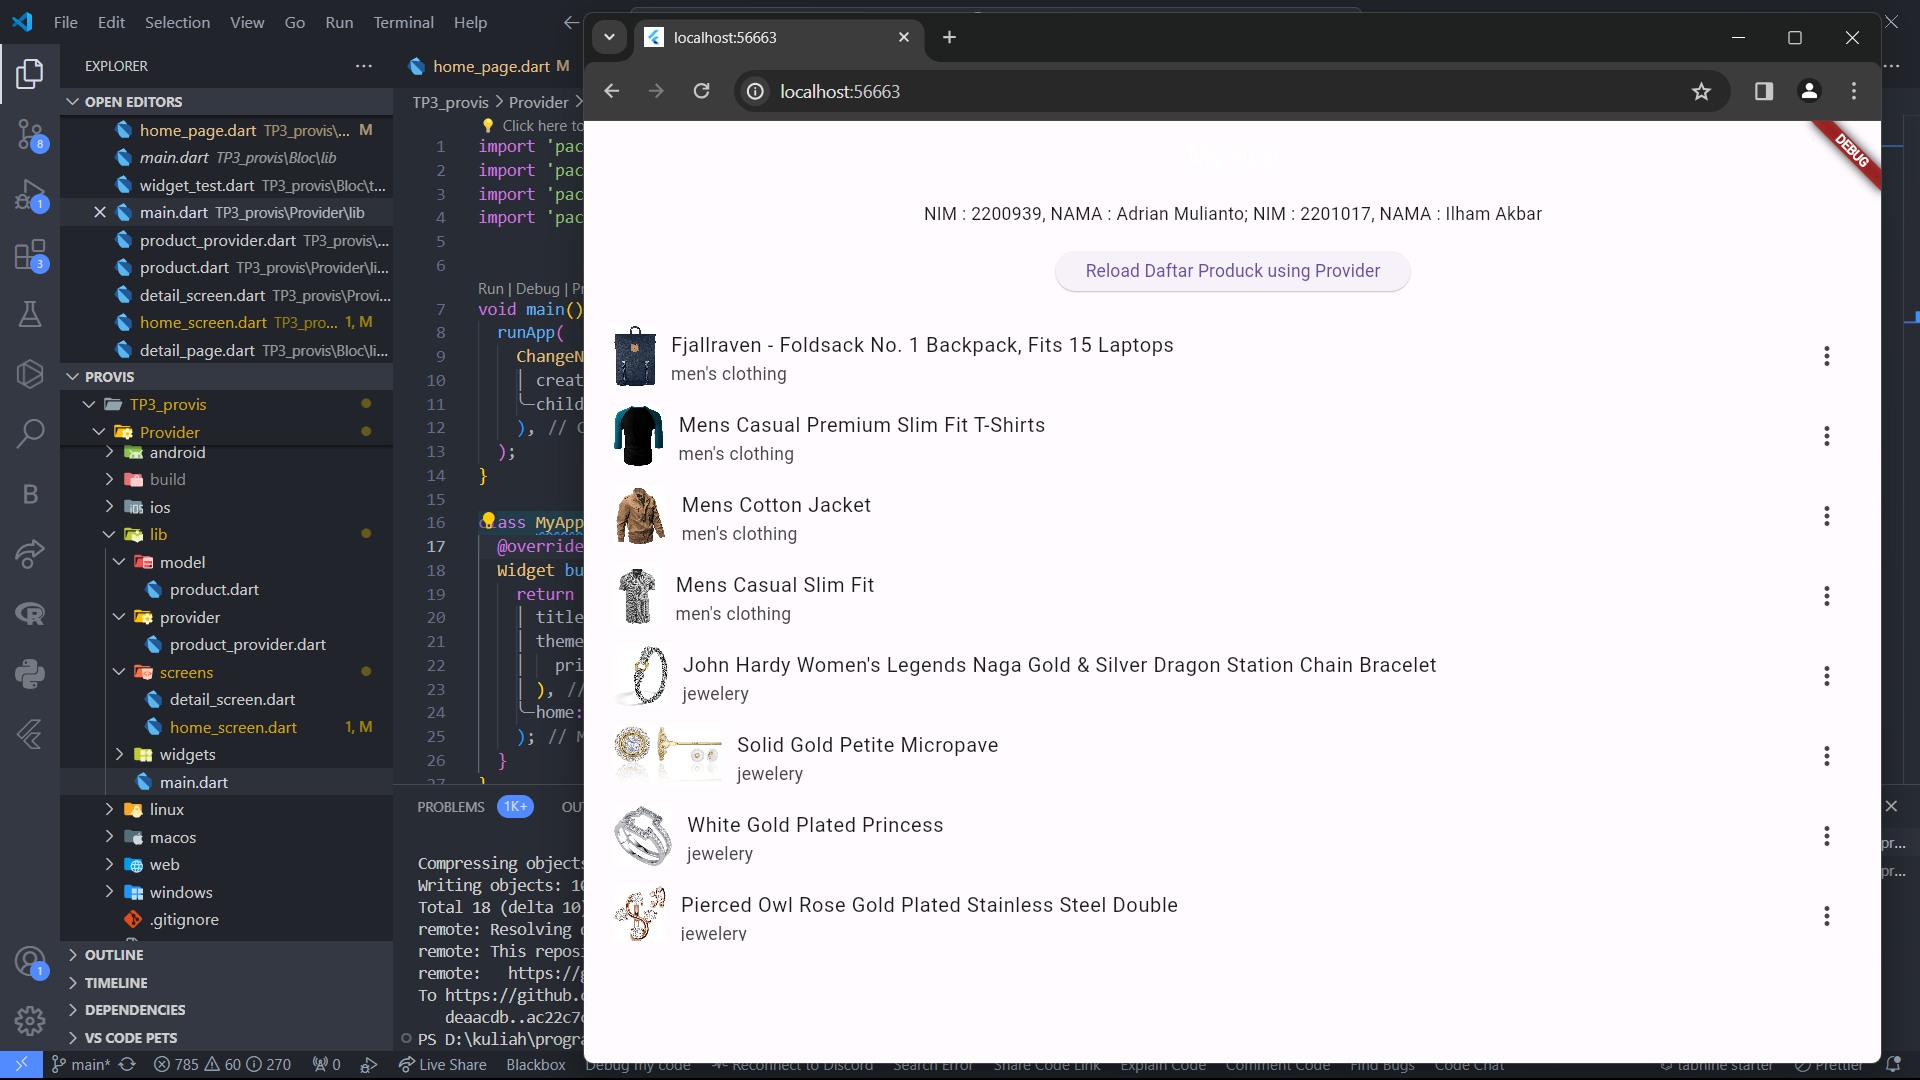 File Edit Selection View Go Run Terminal Help
EXPLORER
OPEN EDITORS
home_page.dart TP3_provis\... M
main.dart TP3_provis\Bloc\lib
widget_test.dart TP3_provis\Bloc\t...
main.dart TP3_provis\Provider\lib
product_provider.dart TP3_provis\...
product.dart TP3_provis\Provider\li...
detail_screen.dart TP3_provis\Provi...
home_screen.dart TP3_pro... 1, M
detail_page.dart TP3_provis\Bloc\li...
PROVIS
TP3_provis
Provider
android
build
ios
lib
model
product.dart
provider
product_provider.dart
screens
detail_screen.dart
home_screen.dart 1, M
widgets
main.dart
linux
macos
web
windows
.gitignore
OUTLINE
TIMELINE
DEPENDENCIES
VS CODE PETS
8
1
3
B
R
1
home_page.dart M
TP3_provis > Provider >
Click here to
1 import 'pac
2 import 'pac
3 import 'pac
4 import 'pac
5
6
Run | Debug | Pr
7 void main()
8 runApp(
9 ChangeN
10 creat
11 child
12 ), // C
13 );
14 }
15
16 class MyApp
17 @override
18 Widget bu
19 return
20 title
21 theme
22 pri
23 ), //
24 home:
25 ); // M
26 }
27 }
PROBLEMS 1K+ OU
Compressing objects
Writing objects: 10
Total 18 (delta 10)
remote: Resolving d
remote: This reposi
remote: https://g
To https://github.c
deaacdb..ac22c7c
PS D:\kuliah\progra
pr...
pr...
main* 785 60 270 0 Live Share Blackbox Debug my code Reconnect to Discord Search Error Share Code Link Explain Code Comment Code Find Bugs Code Chat tabnine starter Prettier
localhost:56663
localhost:56663
DEBUG
NIM : 2200939, NAMA : Adrian Mulianto; NIM : 2201017, NAMA : Ilham Akbar
Reload Daftar Produck using Provider
Fjallraven - Foldsack No. 1 Backpack, Fits 15 Laptops
men's clothing
Mens Casual Premium Slim Fit T-Shirts
men's clothing
Mens Cotton Jacket
men's clothing
Mens Casual Slim Fit
men's clothing
John Hardy Women's Legends Naga Gold & Silver Dragon Station Chain Bracelet
jewelery
Solid Gold Petite Micropave
jewelery
White Gold Plated Princess
jewelery
Pierced Owl Rose Gold Plated Stainless Steel Double
jewelery